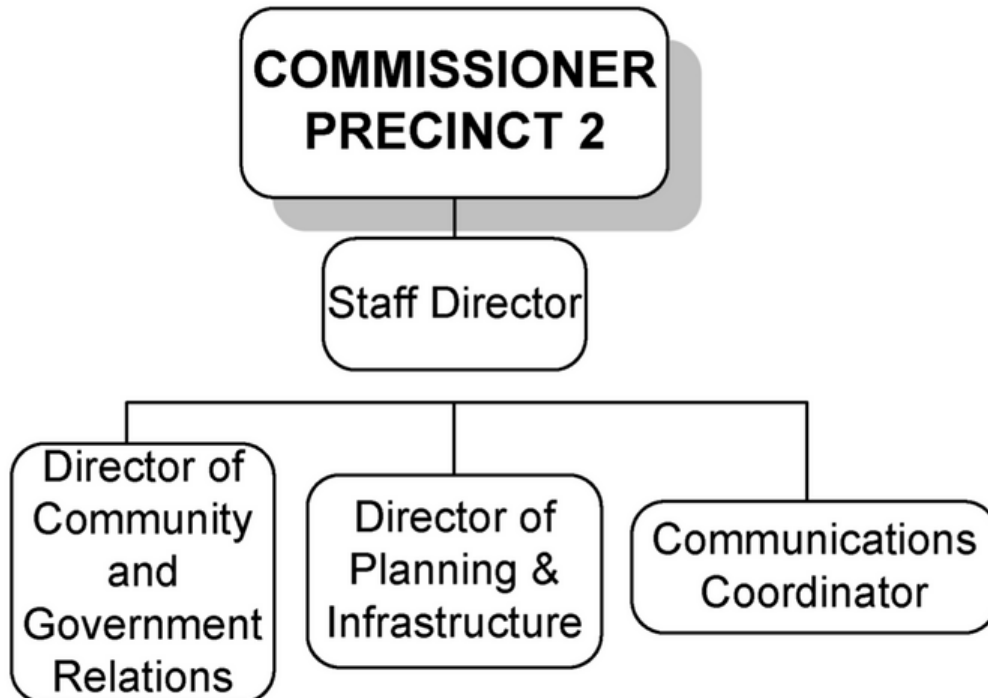 COMMISSIONER
PRECINCT 2
Staff Director
Director of
Community
and
Government
Relations
Director of
Planning &
Infrastructure
Communications
Coordinator